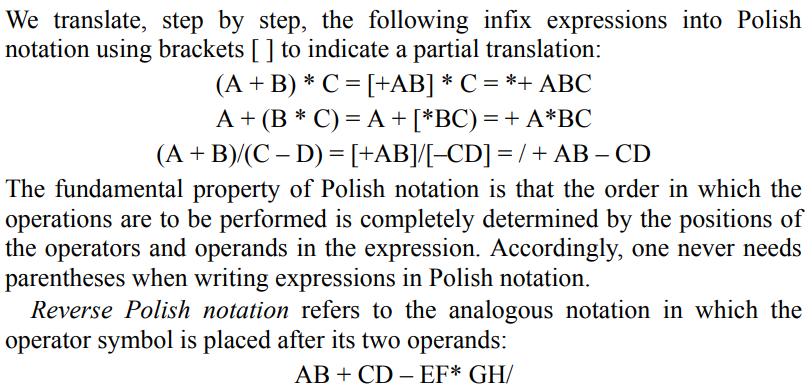 We translate, step by step, the following infix expressions into Polish
notation using brackets [ ] to indicate a partial translation:
(A + B) * C = [+AB] * C = *+ ABC
A + (B * C) = A + [*BC) = + A*BC
(A + B)/(C – D) = [+AB]/[–CD] = / + AB – CD
The fundamental property of Polish notation is that the order in which the
operations are to be performed is completely determined by the positions of
the operators and operands in the expression. Accordingly, one never needs
parentheses when writing expressions in Polish notation.
Reverse Polish notation refers to the analogous notation in which the
operator symbol is placed after its two operands:
AB + CD – EF* GH/